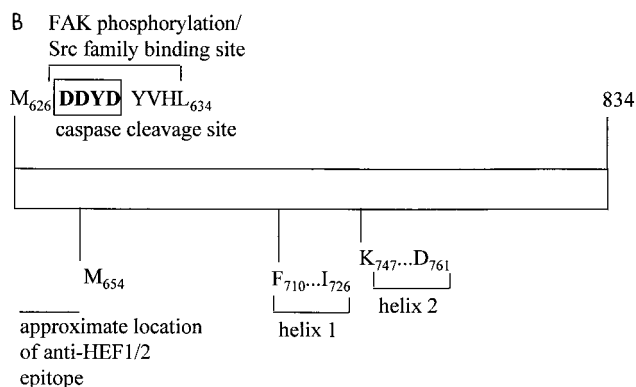 B FAK phosphorylation/
Src family binding site
M626 DDYD YVHL634
834
caspase cleavage site
M654
F710...I726
K747...D761
helix 1
helix 2
approximate location
of anti-HEF1/2
epitope